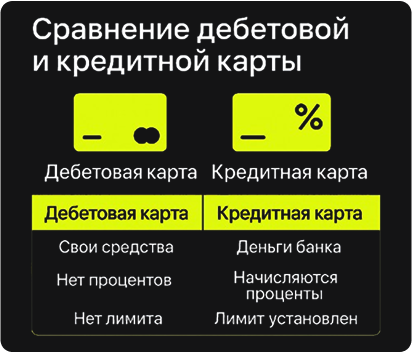 Сравнение дебетовой
и кредитной карты
%
Дебетовая карта Кредитная карта
Дебетовая карта Кредитная карта
Свои средства Деньги банка
Нет процентов Начисляются
проценты
Нет лимита Лимит установлен